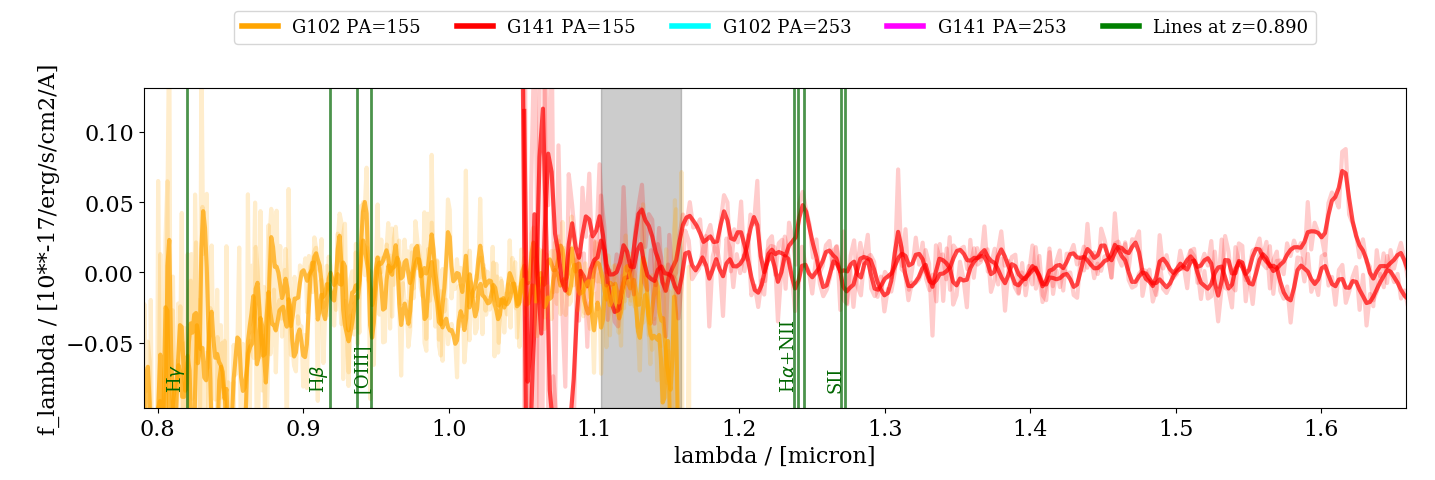 G102 PA=155 G141 PA=155 G102 PA=253 G141 PA=253 Lines at z=0.890
f_lambda / [10**-17/erg/s/cm2/A]
0.10
0.05
0.00
−0.05
Hγ
Hβ
[OIII]
Hα+NII
SII
0.8 0.9 1.0 1.1 1.2 1.3 1.4 1.5 1.6
lambda / [micron]